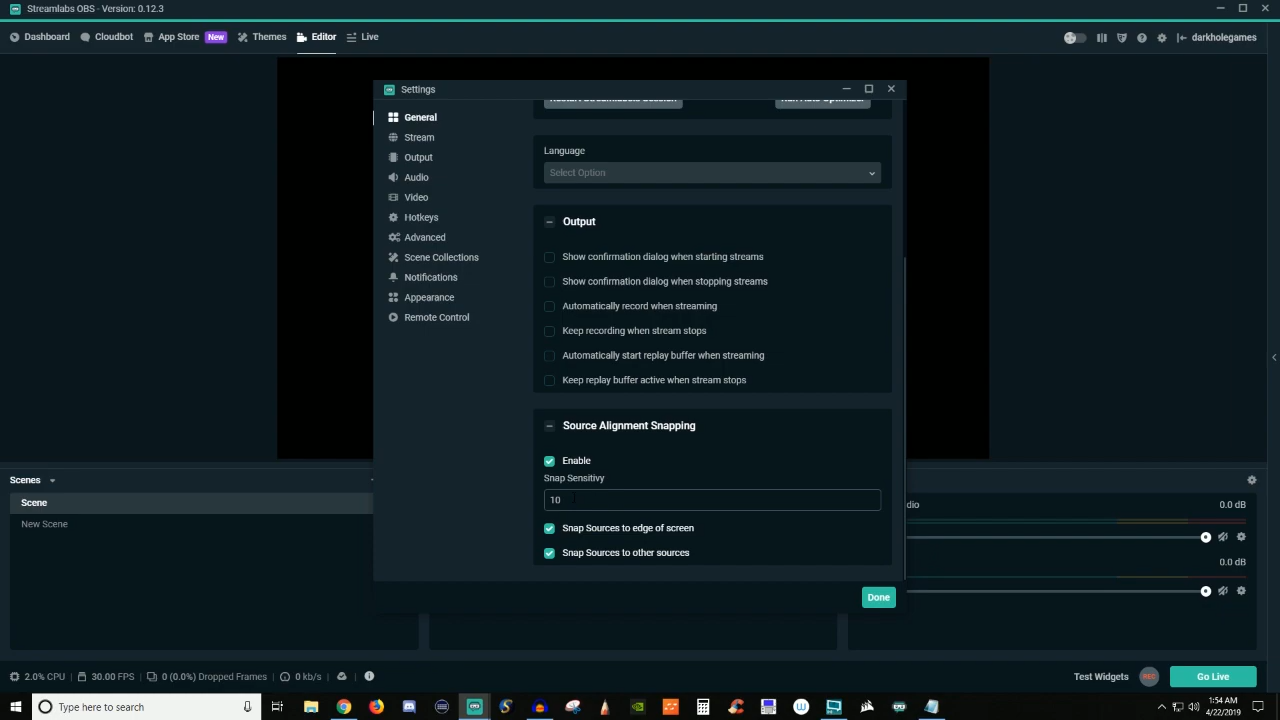 Streamlabs OBS - Version: 0.12.3
Dashboard Cloudbot App Store New Themes Editor Live darkholegames
Settings
General
Stream
Output
Audio
Video
Hotkeys
Advanced
Scene Collections
Notifications
Appearance
Remote Control
Language
Select Option
Output
Show confirmation dialog when starting streams
Show confirmation dialog when stopping streams
Automatically record when streaming
Keep recording when stream stops
Automatically start replay buffer when streaming
Keep replay buffer active when stream stops
Source Alignment Snapping
Enable
Snap Sensitivy
10
Snap Sources to edge of screen
Snap Sources to other sources
Done
Scenes
Scene
New Scene
dio 0.0 dB
0.0 dB
2.0% CPU 30.00 FPS 0 (0.0%) Dropped Frames 0 kb/s Test Widgets REC Go Live
Type here to search
1:54 AM
4/22/2019